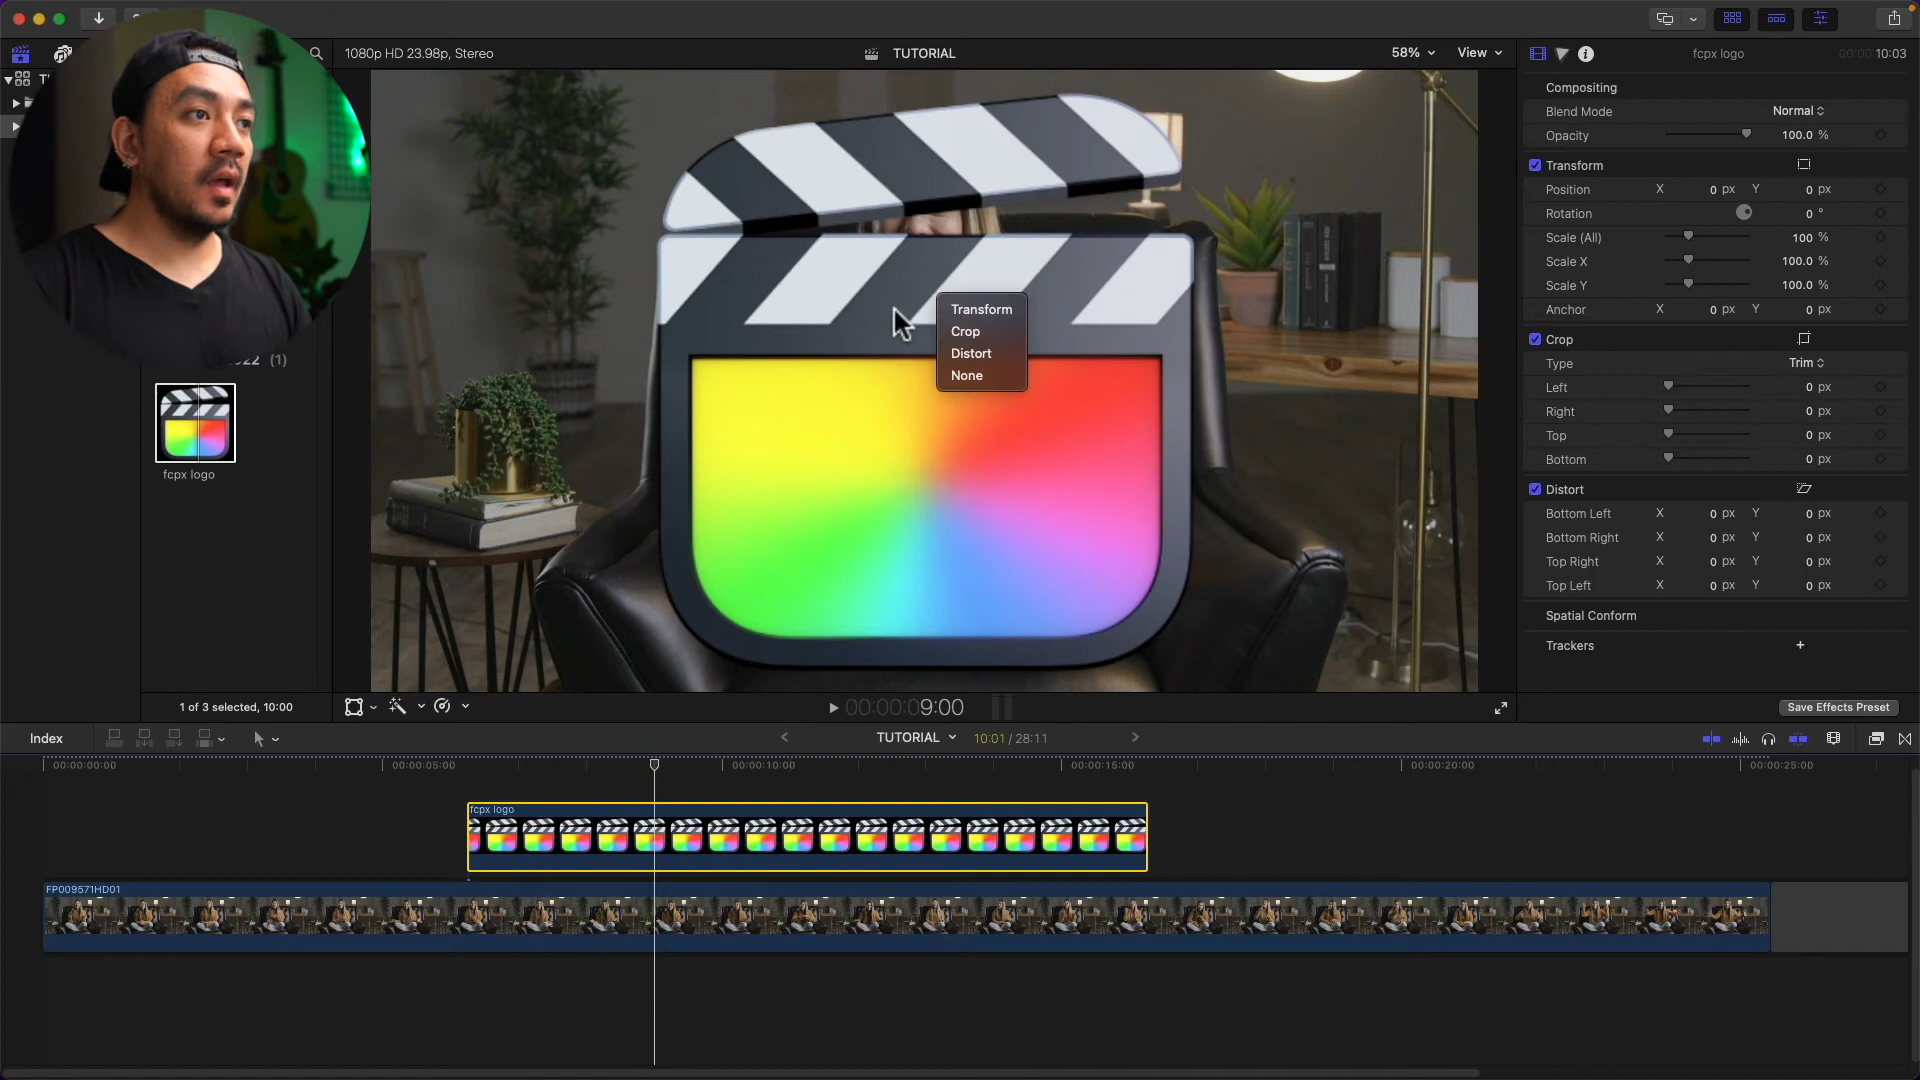 1080p HD 23.98p, Stereo
TUTORIAL
58%
View
fcpx logo
00:00:10:03
Compositing
Blend Mode
Normal
Opacity
100.0 %
Transform
Position X 0 px Y 0 px
Rotation 0 °
Scale (All) 100 %
Scale X 100.0 %
Scale Y 100.0 %
Anchor X 0 px Y 0 px
Crop
Type Trim
Left 0 px
Right 0 px
Top 0 px
Bottom 0 px
Distort
Bottom Left X 0 px Y 0 px
Bottom Right X 0 px Y 0 px
Top Right X 0 px Y 0 px
Top Left X 0 px Y 0 px
Spatial Conform
Trackers +
Save Effects Preset
Transform
Crop
Distort
None
(1)
fcpx logo
1 of 3 selected, 10:00
00:00:09:00
Index
TUTORIAL
10:01 / 28:11
00:00:00:00
00:00:05:00
00:00:10:00
00:00:15:00
00:00:20:00
00:00:25:00
fcpx logo
FP009571HD01